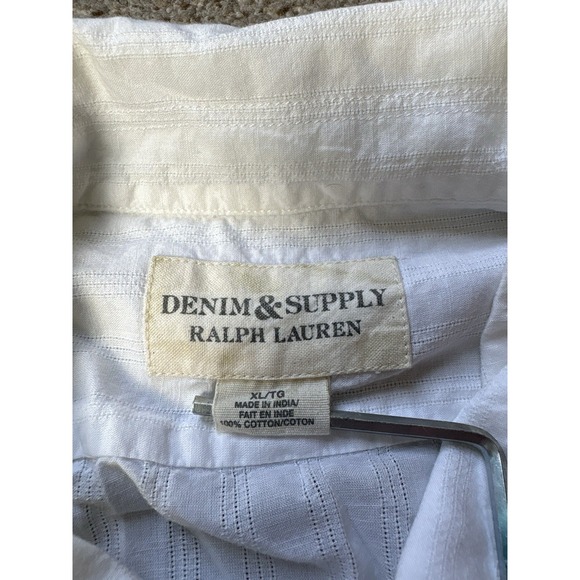 DENIM & SUPPLY
RALPH LAUREN
XL/TG
MADE IN INDIA/
FAIT EN INDE
100% COTTON/COTON